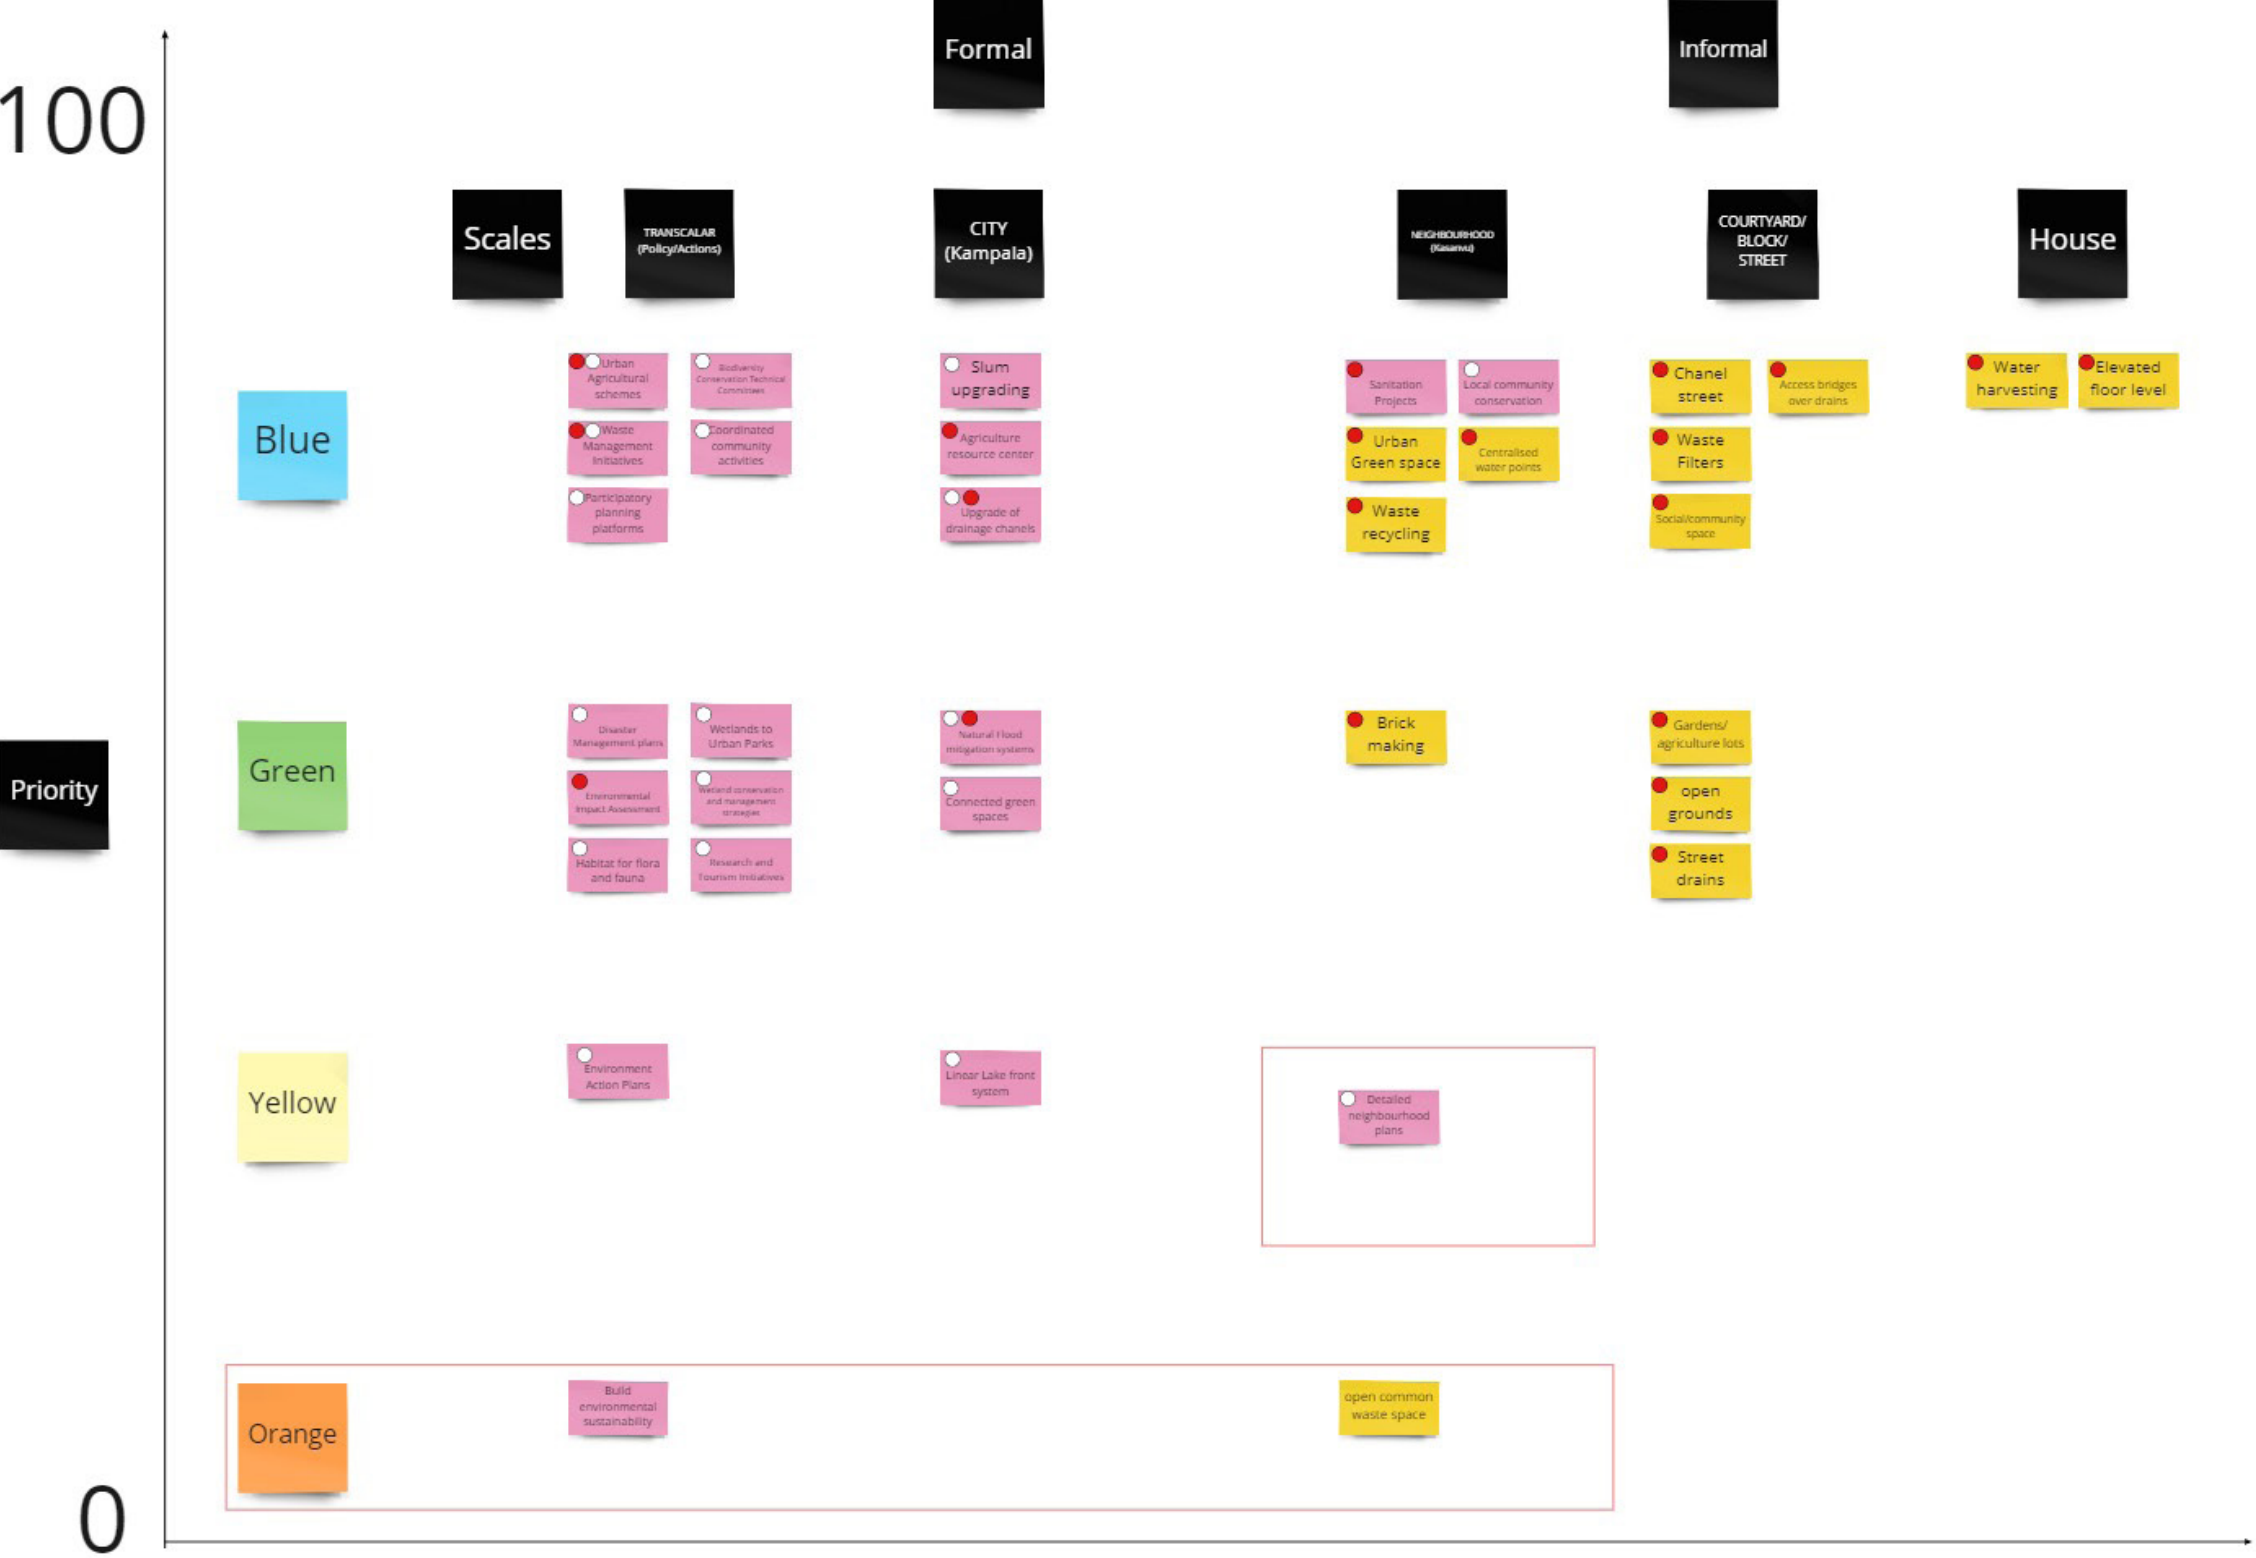 100
Formal
Informal
Scales
TRANSCALAR
(Policy/Actions)
CITY
(Kampala)
NEIGHBOURHOOD
(Kasanvu)
COURTYARD/
BLOCK/
STREET
House
Blue
Urban
Agricultural
schemes
Biodiversity
Conservation Technical
Committees
Waste
Management
Initiatives
Coordinated
community
activities
Participatory
planning
platforms
Slum
upgrading
Agriculture
resource center
Upgrade of
drainage chanels
Sanitation
Projects
Local community
conservation
Urban
Green space
Centralised
water points
Waste
recycling
Chanel
street
Access bridges
over drains
Waste
Filters
Social/community
space
Water
harvesting
Elevated
floor level
Priority
Green
Disaster
Management plans
Wetlands to
Urban Parks
Environmental
Impact Assessment
Wetland conservation
and management
strategies
Habitat for flora
and fauna
Research and
Tourism Initiatives
Natural Flood
mitigation systems
Connected green
spaces
Brick
making
Gardens/
agriculture lots
open
grounds
Street
drains
Yellow
Environment
Action Plans
Linear Lake front
system
Detailed
neighbourhood
plans
Orange
Build
environmental
sustainability
open common
waste space
0